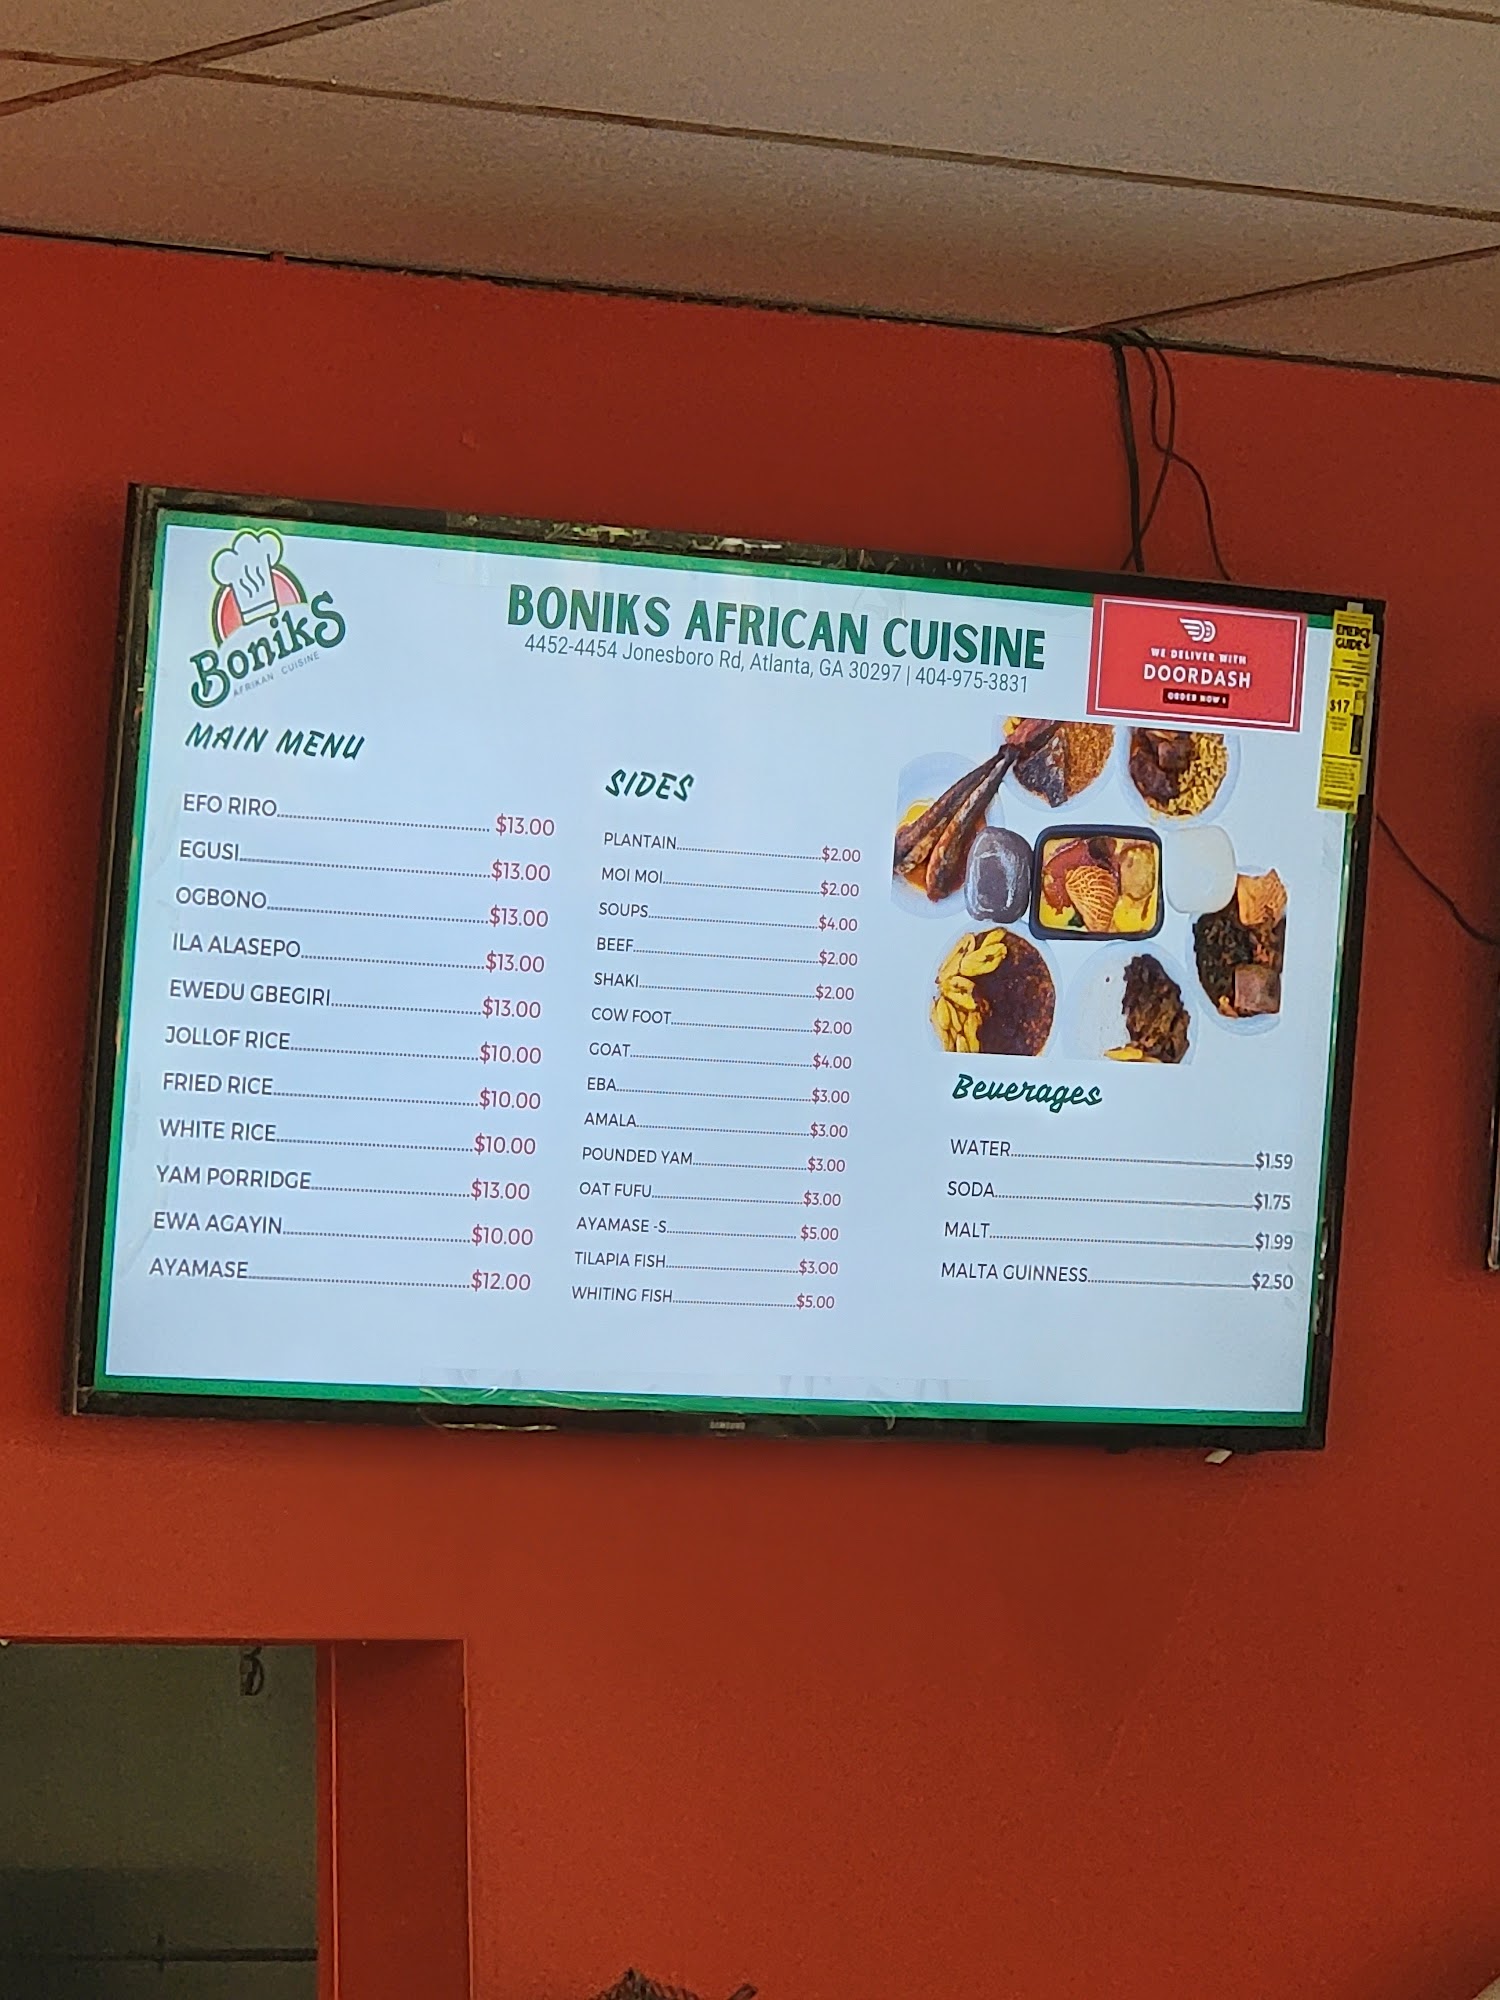 Boniks
AFRIKAN CUISINE
BONIKS AFRICAN CUISINE
4452-4454 Jonesboro Rd, Atlanta, GA 30297 | 404-975-3831
WE DELIVER WITH
DOORDASH
ORDER NOW
ENERGY
GUIDE
$17
MAIN MENU
EFO RIRO $13.00
EGUSI $13.00
OGBONO $13.00
ILA ALASEPO $13.00
EWEDU GBEGIRI $13.00
JOLLOF RICE $10.00
FRIED RICE $10.00
WHITE RICE $10.00
YAM PORRIDGE $13.00
EWA AGAYIN $10.00
AYAMASE $12.00
SIDES
PLANTAIN $2.00
MOI MOI $2.00
SOUPS $4.00
BEEF $2.00
SHAKI $2.00
COW FOOT $2.00
GOAT $4.00
EBA $3.00
AMALA $3.00
POUNDED YAM $3.00
OAT FUFU $3.00
AYAMASE -S $5.00
TILAPIA FISH $3.00
WHITING FISH $5.00
Beverages
WATER $1.59
SODA $1.75
MALT $1.99
MALTA GUINNESS $2.50
SAMSUNG